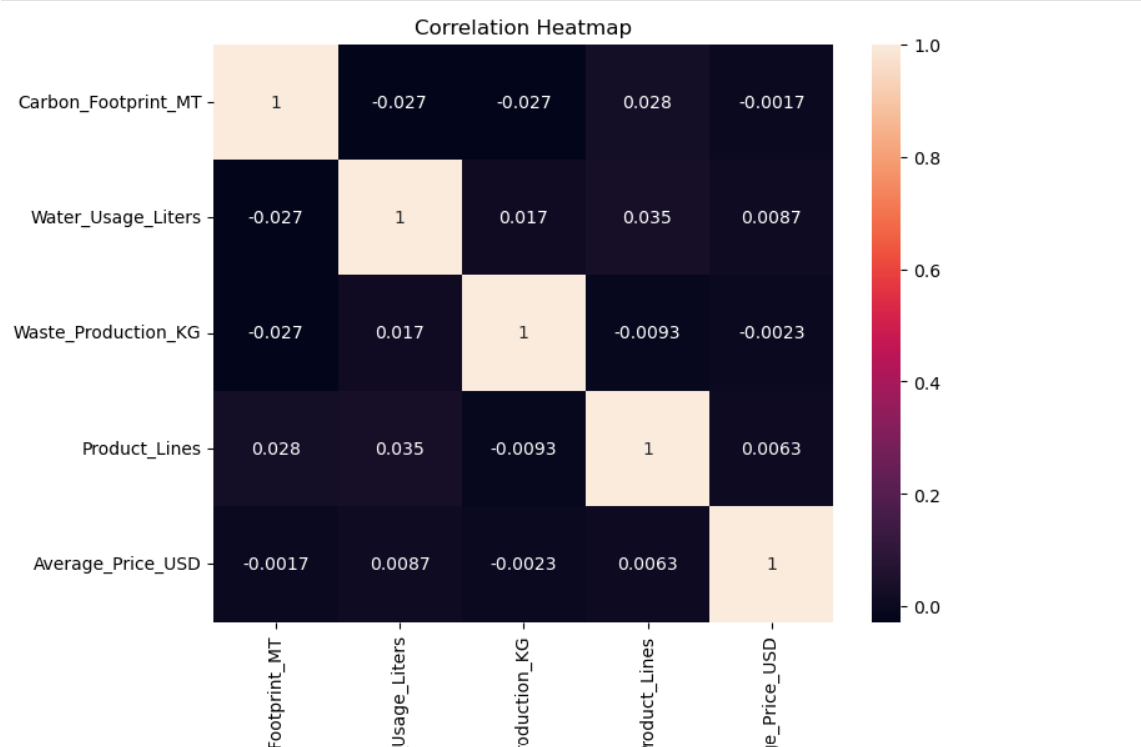 Correlation Heatmap
Carbon_Footprint_MT 1 -0.027 -0.027 0.028 -0.0017
Water_Usage_Liters -0.027 1 0.017 0.035 0.0087
Waste_Production_KG -0.027 0.017 1 -0.0093 -0.0023
Product_Lines 0.028 0.035 -0.0093 1 0.0063
Average_Price_USD -0.0017 0.0087 -0.0023 0.0063 1
Footprint_MT
Usage_Liters
oduction_KG
roduct_Lines
ge_Price_USD
1.0
0.8
0.6
0.4
0.2
0.0